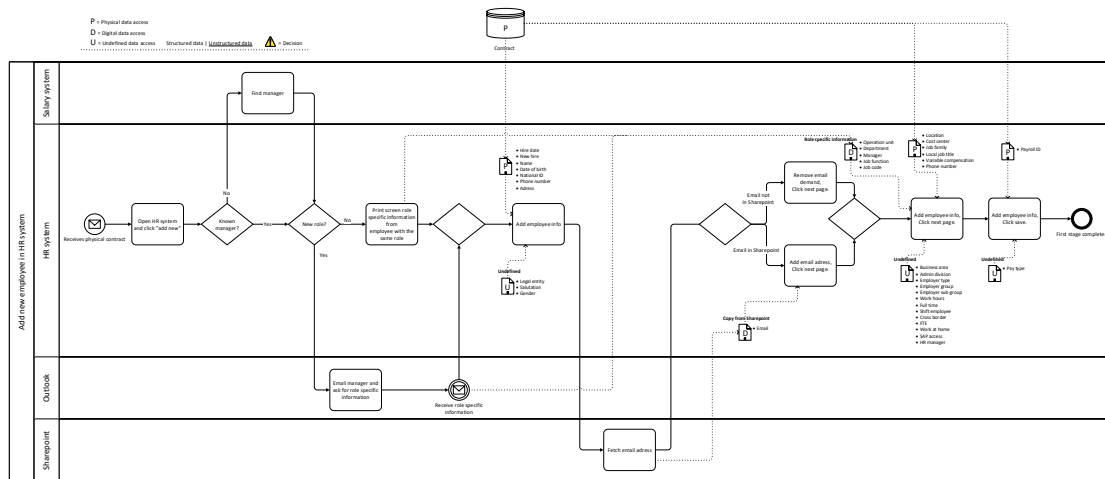 P = Physical data access
D = Digital data access
U = Undefined data access
Structured data | Unstructured data
= Decision
P
Contract
Add new employee in HR system
Salary system
HR system
Outlook
Sharepoint
Find manager
No
Receives physical contract
Open HR system
and click "add new"
Known
manager?
Yes
New role?
No
Yes
Print screen role
specific information
from
employee with the
same role
P
• Hire date
• New hire
• Name
• Date of birth
• National ID
• Phone number
• Adress
Add employee info
Undefined
U
• Legal entity
• Salutation
• Gender
Email manager and
ask for role specific
information
Receive role specific
information
Fetch email adress
Email not
in Sharepoint
Email in Sharepoint
Remove email
demand,
Click next page.
Add email adress,
Click next page.
Copy from Sharepoint
D
• Email
Role specific information
D
• Operation unit
• Department
• Manager
• Job function
• Job code
P
• Location
• Cost center
• Job family
• Local job title
• Variable compensation
• Phone number
Add employee info,
Click next page.
Undefined
U
• Business area
• Admin division
• Employer type
• Employer group
• Employer sub-group
• Work hours
• Full time
• Shift employee
• Cross border
• FTE
• Work at home
• SAP access
• HR manager
P
• Payroll ID
Add employee info,
Click save.
Undefined
U
• Pay type
First stage complete